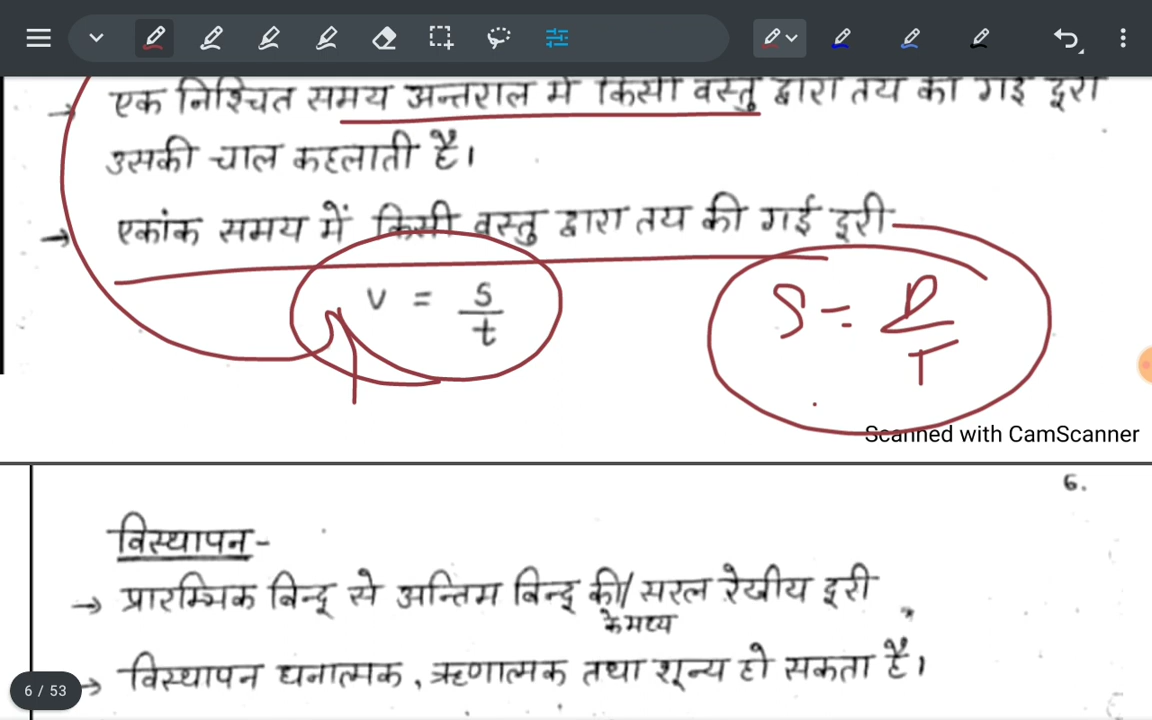 → एक निश्चित समय अन्तराल में किसी वस्तु द्वारा तय की गई दूरी
उसकी चाल कहलाती है।
→ एकांक समय में किसी वस्तु द्वारा तय की गई दूरी
v = s/t
S = D/T
Scanned with CamScanner
6.
विस्थापन-
→ प्रारम्भिक बिन्दू से अन्तिम बिन्दू की/ सरल रेखीय दूरी
के मध्य
6 / 53
→ विस्थापन धनात्मक, ऋणात्मक तथा शून्य हो सकता है।